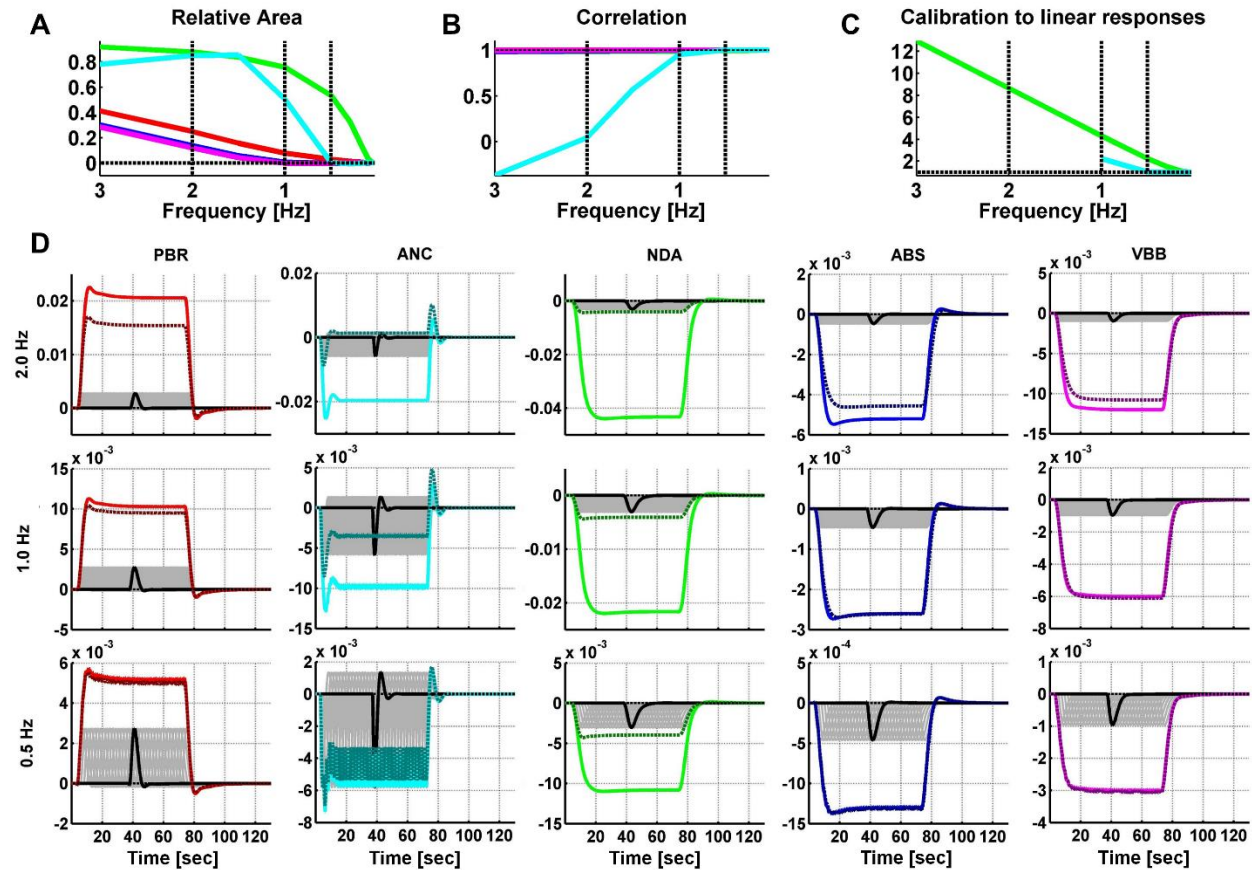 A Relative Area
B Correlation
C Calibration to linear responses
0.8
0.6
0.4
0.2
0
3 2 1
Frequency [Hz]
1
0
3 2 1
Frequency [Hz]
12
10
8
6
4
2
3 2 1
Frequency [Hz]
D
PBR ANC NDA ABS VBB
2.0 Hz
0.02
0.01
0
0.02
0
-0.02
0
-0.02
-0.04
x 10⁻³
2
0
-2
-4
-6
x 10⁻³
5
0
-5
-10
-15
1.0 Hz
x 10⁻³
15
10
5
0
-5
x 10⁻³
5
0
-5
-10
-15
0
-0.01
-0.02
x 10⁻³
1
0
-1
-2
-3
x 10⁻³
2
0
-2
-4
-6
-8
0.5 Hz
x 10⁻³
6
4
2
0
-2
x 10⁻³
2
0
-2
-4
-6
-8
x 10⁻³
5
0
-5
-10
x 10⁻⁴
5
0
-5
-10
-15
x 10⁻³
1
0
-1
-2
-3
-4
20 40 60 80 100 120
Time [sec]
20 40 60 80 100 120
Time [sec]
20 40 60 80 100 120
Time [sec]
20 40 60 80 100 120
Time [sec]
20 40 60 80 100 120
Time [sec]